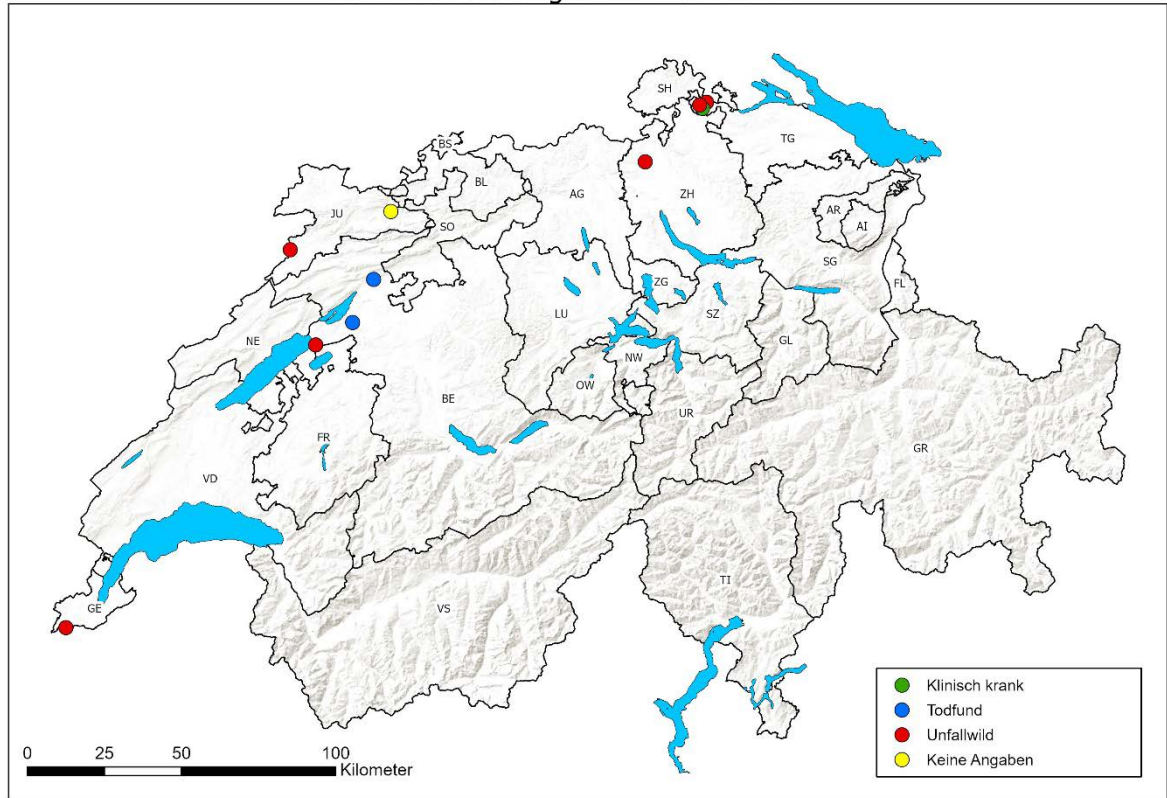 SH
BS
TG
BL
AG
ZH
JU
SO
AR
AI
SG
ZG
FL
LU
SZ
NE
GL
NW
OW
BE
UR
FR
GR
VD
TI
GE
VS
Klinisch krank
Todfund
Unfallwild
Keine Angaben
0 25 50 100
Kilometer